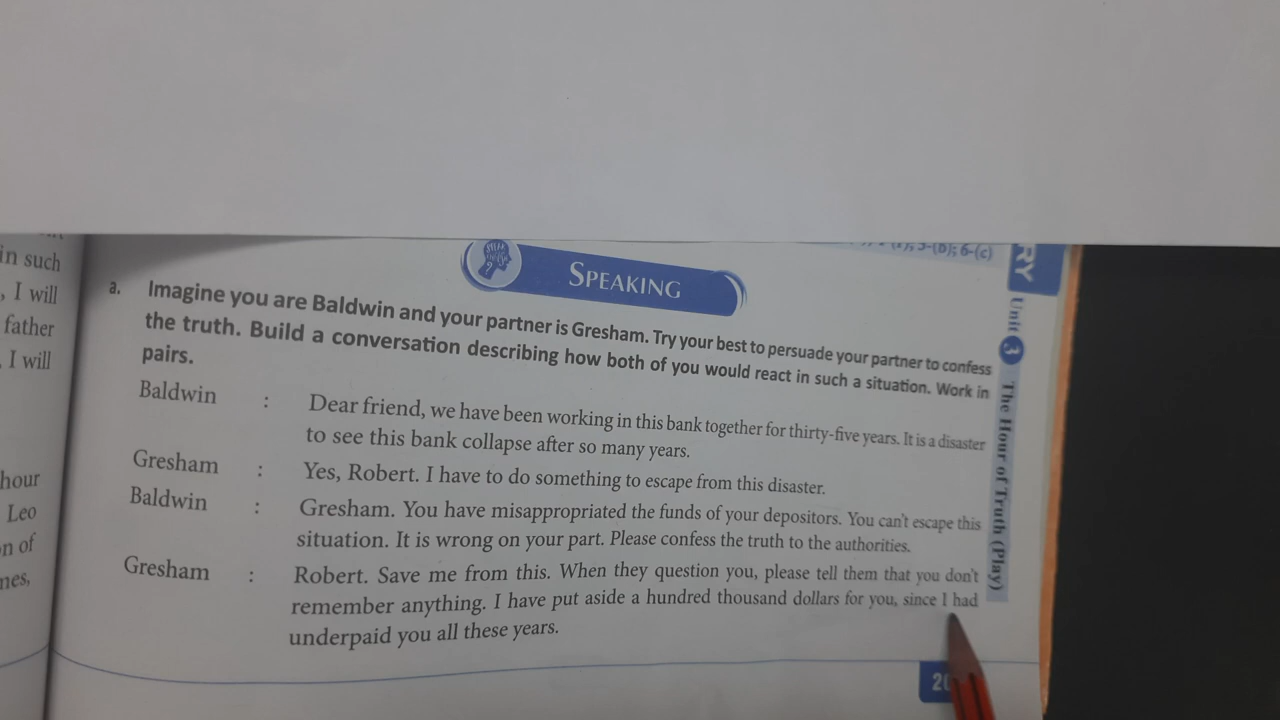 in such
, I will
father
. I will
hour
Leo
n of
mes,
5-(b); 6-(c)
SPEAKING
a. Imagine you are Baldwin and your partner is Gresham. Try your best to persuade your partner to confess
the truth. Build a conversation describing how both of you would react in such a situation. Work in
pairs.
Baldwin : Dear friend, we have been working in this bank together for thirty-five years. It is a disaster
to see this bank collapse after so many years.
Gresham : Yes, Robert. I have to do something to escape from this disaster.
Baldwin : Gresham. You have misappropriated the funds of your depositors. You can't escape this
situation. It is wrong on your part. Please confess the truth to the authorities.
Gresham : Robert. Save me from this. When they question you, please tell them that you don't
remember anything. I have put aside a hundred thousand dollars for you, since I had
underpaid you all these years.
RY
Unit 3 The Hour of Truth (Play)